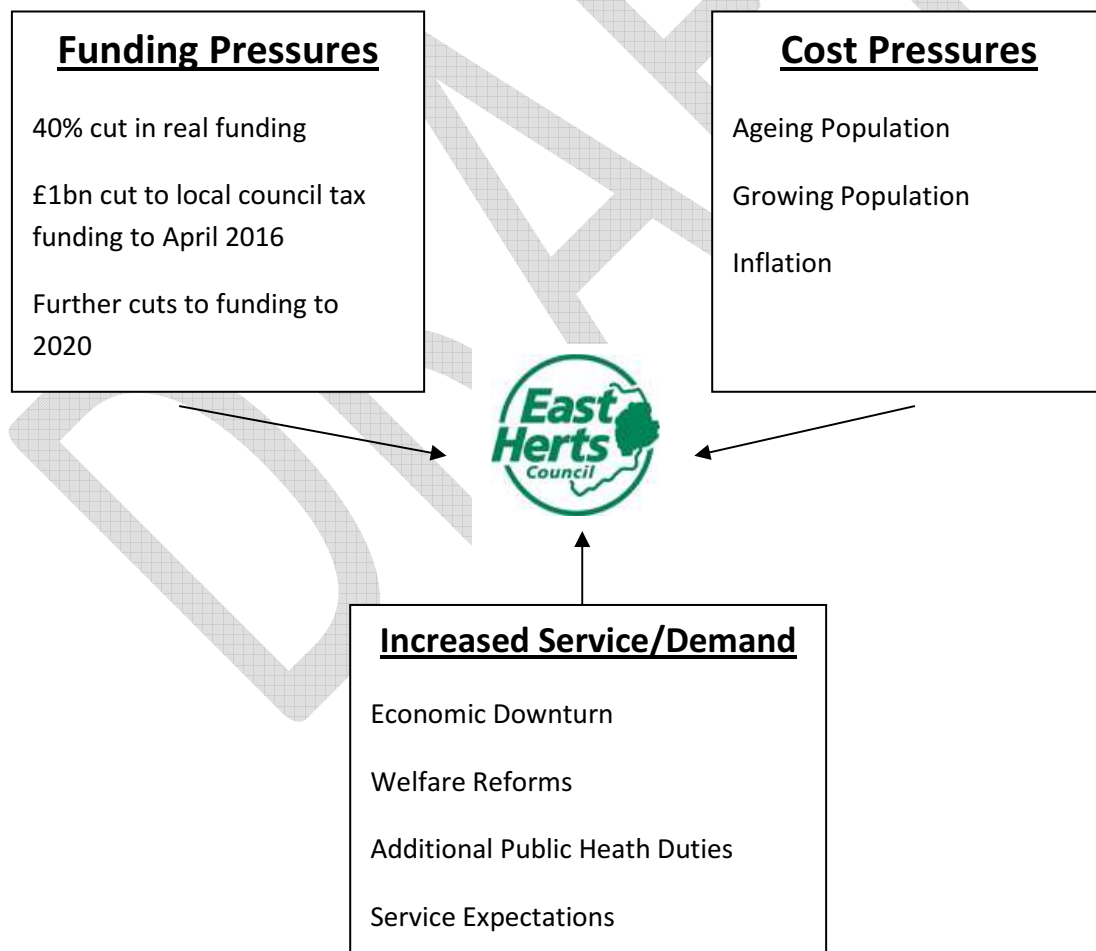 Funding Pressures
40% cut in real funding
£1bn cut to local council tax
funding to April 2016
Further cuts to funding to
2020
Cost Pressures
Ageing Population
Growing Population
Inflation
East
Herts
Council
Increased Service/Demand
Economic Downturn
Welfare Reforms
Additional Public Heath Duties
Service Expectations